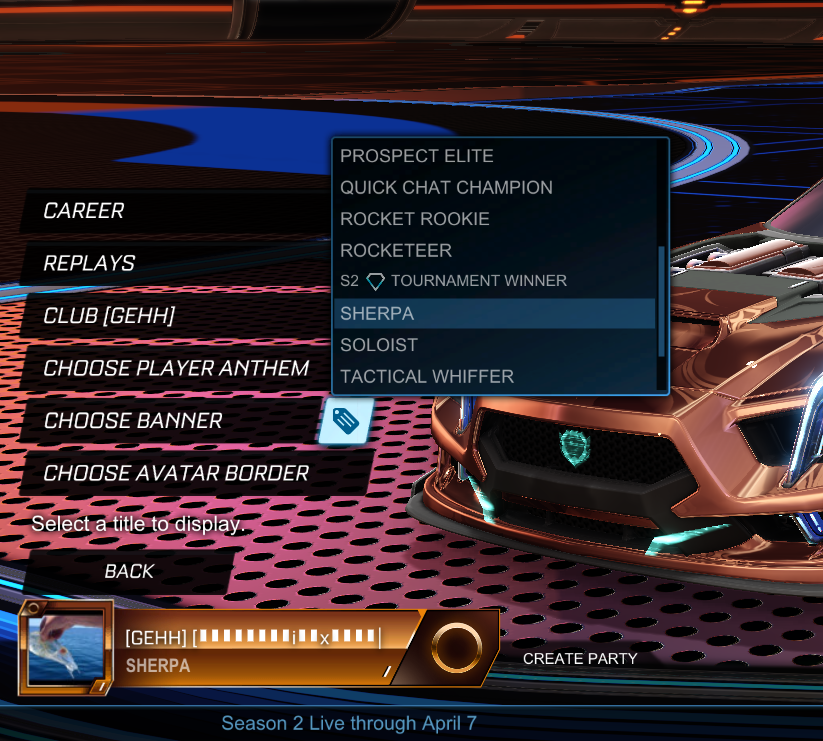 PROSPECT ELITE
QUICK CHAT CHAMPION
ROCKET ROOKIE
ROCKETEER
S2 TOURNAMENT WINNER
SHERPA
SOLOIST
TACTICAL WHIFFER
CAREER
REPLAYS
CLUB [GEHH]
CHOOSE PLAYER ANTHEM
CHOOSE BANNER
CHOOSE AVATAR BORDER
Select a title to display.
BACK
[GEHH]
SHERPA
CREATE PARTY
Season 2 Live through April 7